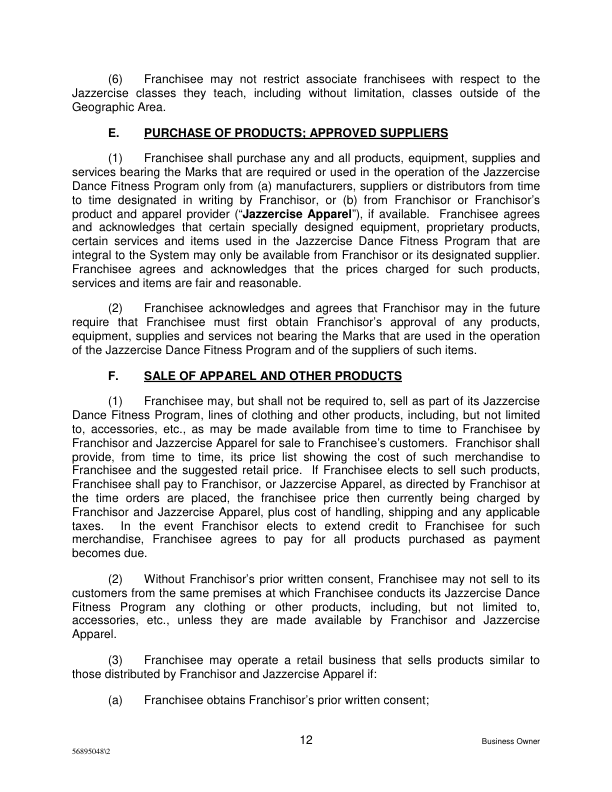 (6) Franchisee may not restrict associate franchisees with respect to the
Jazzercise classes they teach, including without limitation, classes outside of the
Geographic Area.
E. PURCHASE OF PRODUCTS; APPROVED SUPPLIERS
(1) Franchisee shall purchase any and all products, equipment, supplies and
services bearing the Marks that are required or used in the operation of the Jazzercise
Dance Fitness Program only from (a) manufacturers, suppliers or distributors from time
to time designated in writing by Franchisor, or (b) from Franchisor or Franchisor's
product and apparel provider (“Jazzercise Apparel”), if available. Franchisee agrees
and acknowledges that certain specially designed equipment, proprietary products,
certain services and items used in the Jazzercise Dance Fitness Program that are
integral to the System may only be available from Franchisor or its designated supplier.
Franchisee agrees and acknowledges that the prices charged for such products,
services and items are fair and reasonable.
(2) Franchisee acknowledges and agrees that Franchisor may in the future
require that Franchisee must first obtain Franchisor's approval of any products,
equipment, supplies and services not bearing the Marks that are used in the operation
of the Jazzercise Dance Fitness Program and of the suppliers of such items.
F. SALE OF APPAREL AND OTHER PRODUCTS
(1) Franchisee may, but shall not be required to, sell as part of its Jazzercise
Dance Fitness Program, lines of clothing and other products, including, but not limited
to, accessories, etc., as may be made available from time to time to Franchisee by
Franchisor and Jazzercise Apparel for sale to Franchisee's customers. Franchisor shall
provide, from time to time, its price list showing the cost of such merchandise to
Franchisee and the suggested retail price. If Franchisee elects to sell such products,
Franchisee shall pay to Franchisor, or Jazzercise Apparel, as directed by Franchisor at
the time orders are placed, the franchisee price then currently being charged by
Franchisor and Jazzercise Apparel, plus cost of handling, shipping and any applicable
taxes. In the event Franchisor elects to extend credit to Franchisee for such
merchandise, Franchisee agrees to pay for all products purchased as payment
becomes due.
(2) Without Franchisor's prior written consent, Franchisee may not sell to its
customers from the same premises at which Franchisee conducts its Jazzercise Dance
Fitness Program any clothing or other products, including, but not limited to,
accessories, etc., unless they are made available by Franchisor and Jazzercise
Apparel.
(3) Franchisee may operate a retail business that sells products similar to
those distributed by Franchisor and Jazzercise Apparel if:
(a) Franchisee obtains Franchisor's prior written consent;
12
Business Owner
56895048\2